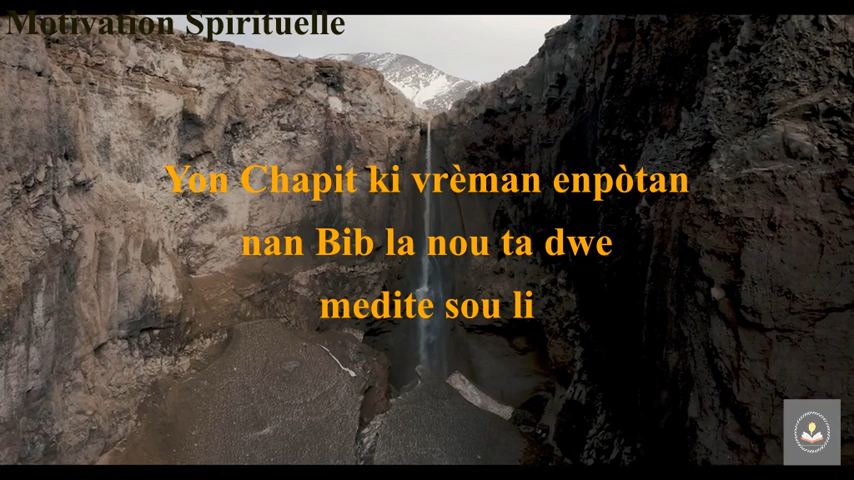 Motivation Spirituelle
Yon Chapit ki vrèman enpòtan
nan Bib la nou ta dwe
medite sou li